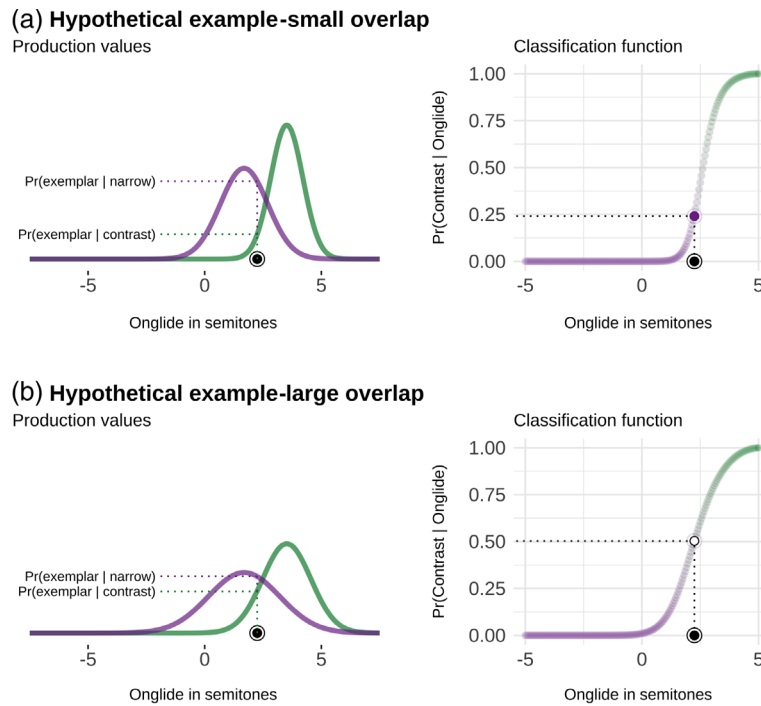 (a) Hypothetical example-small overlap
Production values
Classification function
Pr(exemplar | narrow)
Pr(exemplar | contrast)
-5 0 5
Onglide in semitones
Pr(Contrast | Onglide)
1.00
0.75
0.50
0.25
0.00
-5 0 5
Onglide in semitones
(b) Hypothetical example-large overlap
Production values
Classification function
Pr(exemplar | narrow)
Pr(exemplar | contrast)
-5 0 5
Onglide in semitones
Pr(Contrast | Onglide)
1.00
0.75
0.50
0.25
0.00
-5 0 5
Onglide in semitones